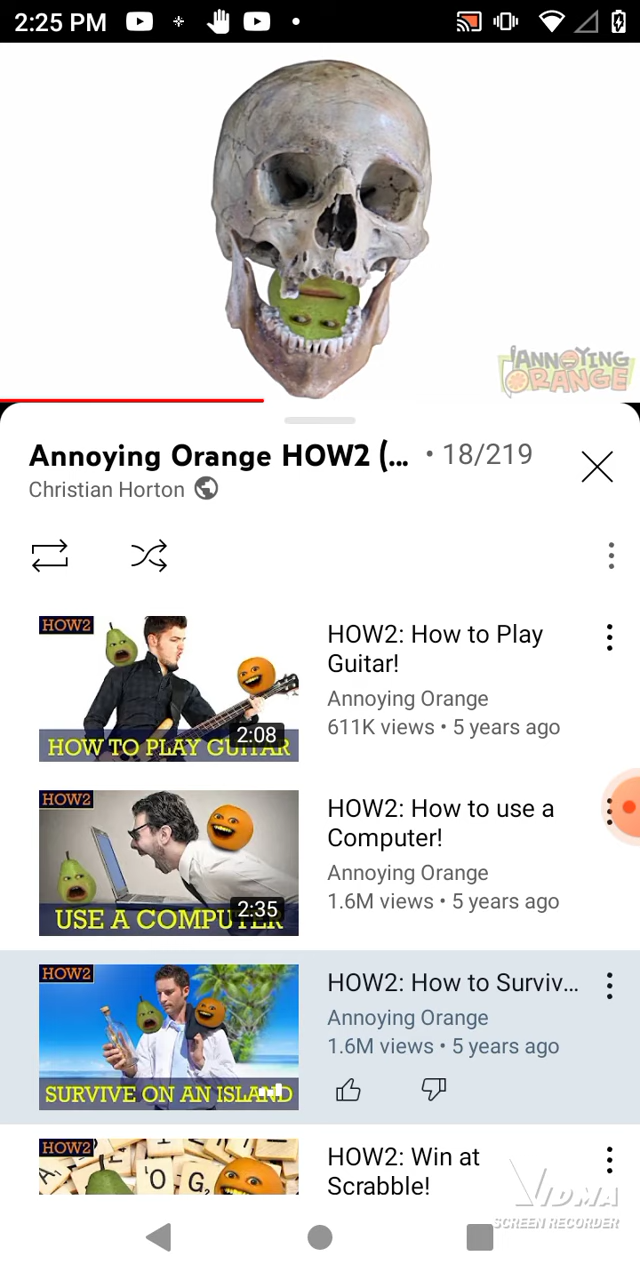 2:25 PM
ANNOYING
ORANGE
Annoying Orange HOW2 (... • 18/219
Christian Horton
HOW2
HOW TO PLAY GUITAR
2:08
HOW2: How to Play
Guitar!
Annoying Orange
611K views • 5 years ago
HOW2
USE A COMPUTER
2:35
HOW2: How to use a
Computer!
Annoying Orange
1.6M views • 5 years ago
HOW2
SURVIVE ON AN ISLAND
HOW2: How to Surviv...
Annoying Orange
1.6M views • 5 years ago
HOW2
A 'O G,
HOW2: Win at
Scrabble!
VIDMA
SCREEN RECORDER